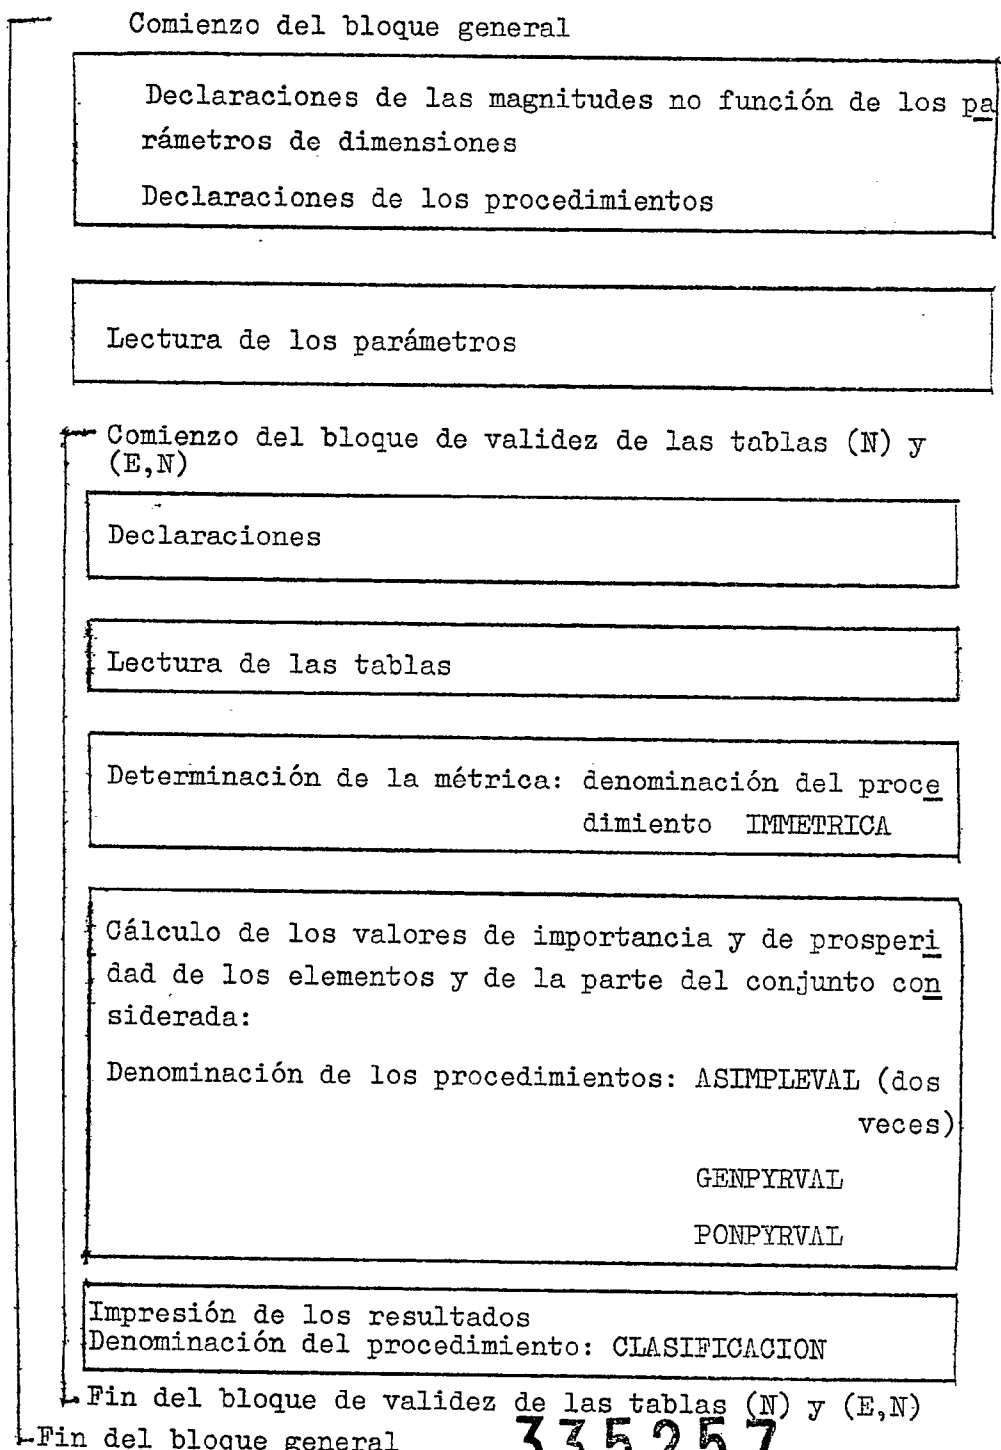 Comienzo del bloque general
Declaraciones de las magnitudes no función de los pa
rámetros de dimensiones
Declaraciones de los procedimientos
Lectura de los parámetros
Comienzo del bloque de validez de las tablas (N) y
(E,N)
Declaraciones
Lectura de las tablas
Determinación de la métrica: denominación del proce
dimiento IMMETRICA
Cálculo de los valores de importancia y de prosperi
dad de los elementos y de la parte del conjunto con
siderada:
Denominación de los procedimientos: ASIMPLEVAL (dos
veces)
GENPYRVAL
PONPYRVAL
Impresión de los resultados
Denominación del procedimiento: CLASIFICACION
Fin del bloque de validez de las tablas (N) y (E,N)
Fin del bloque general
335257